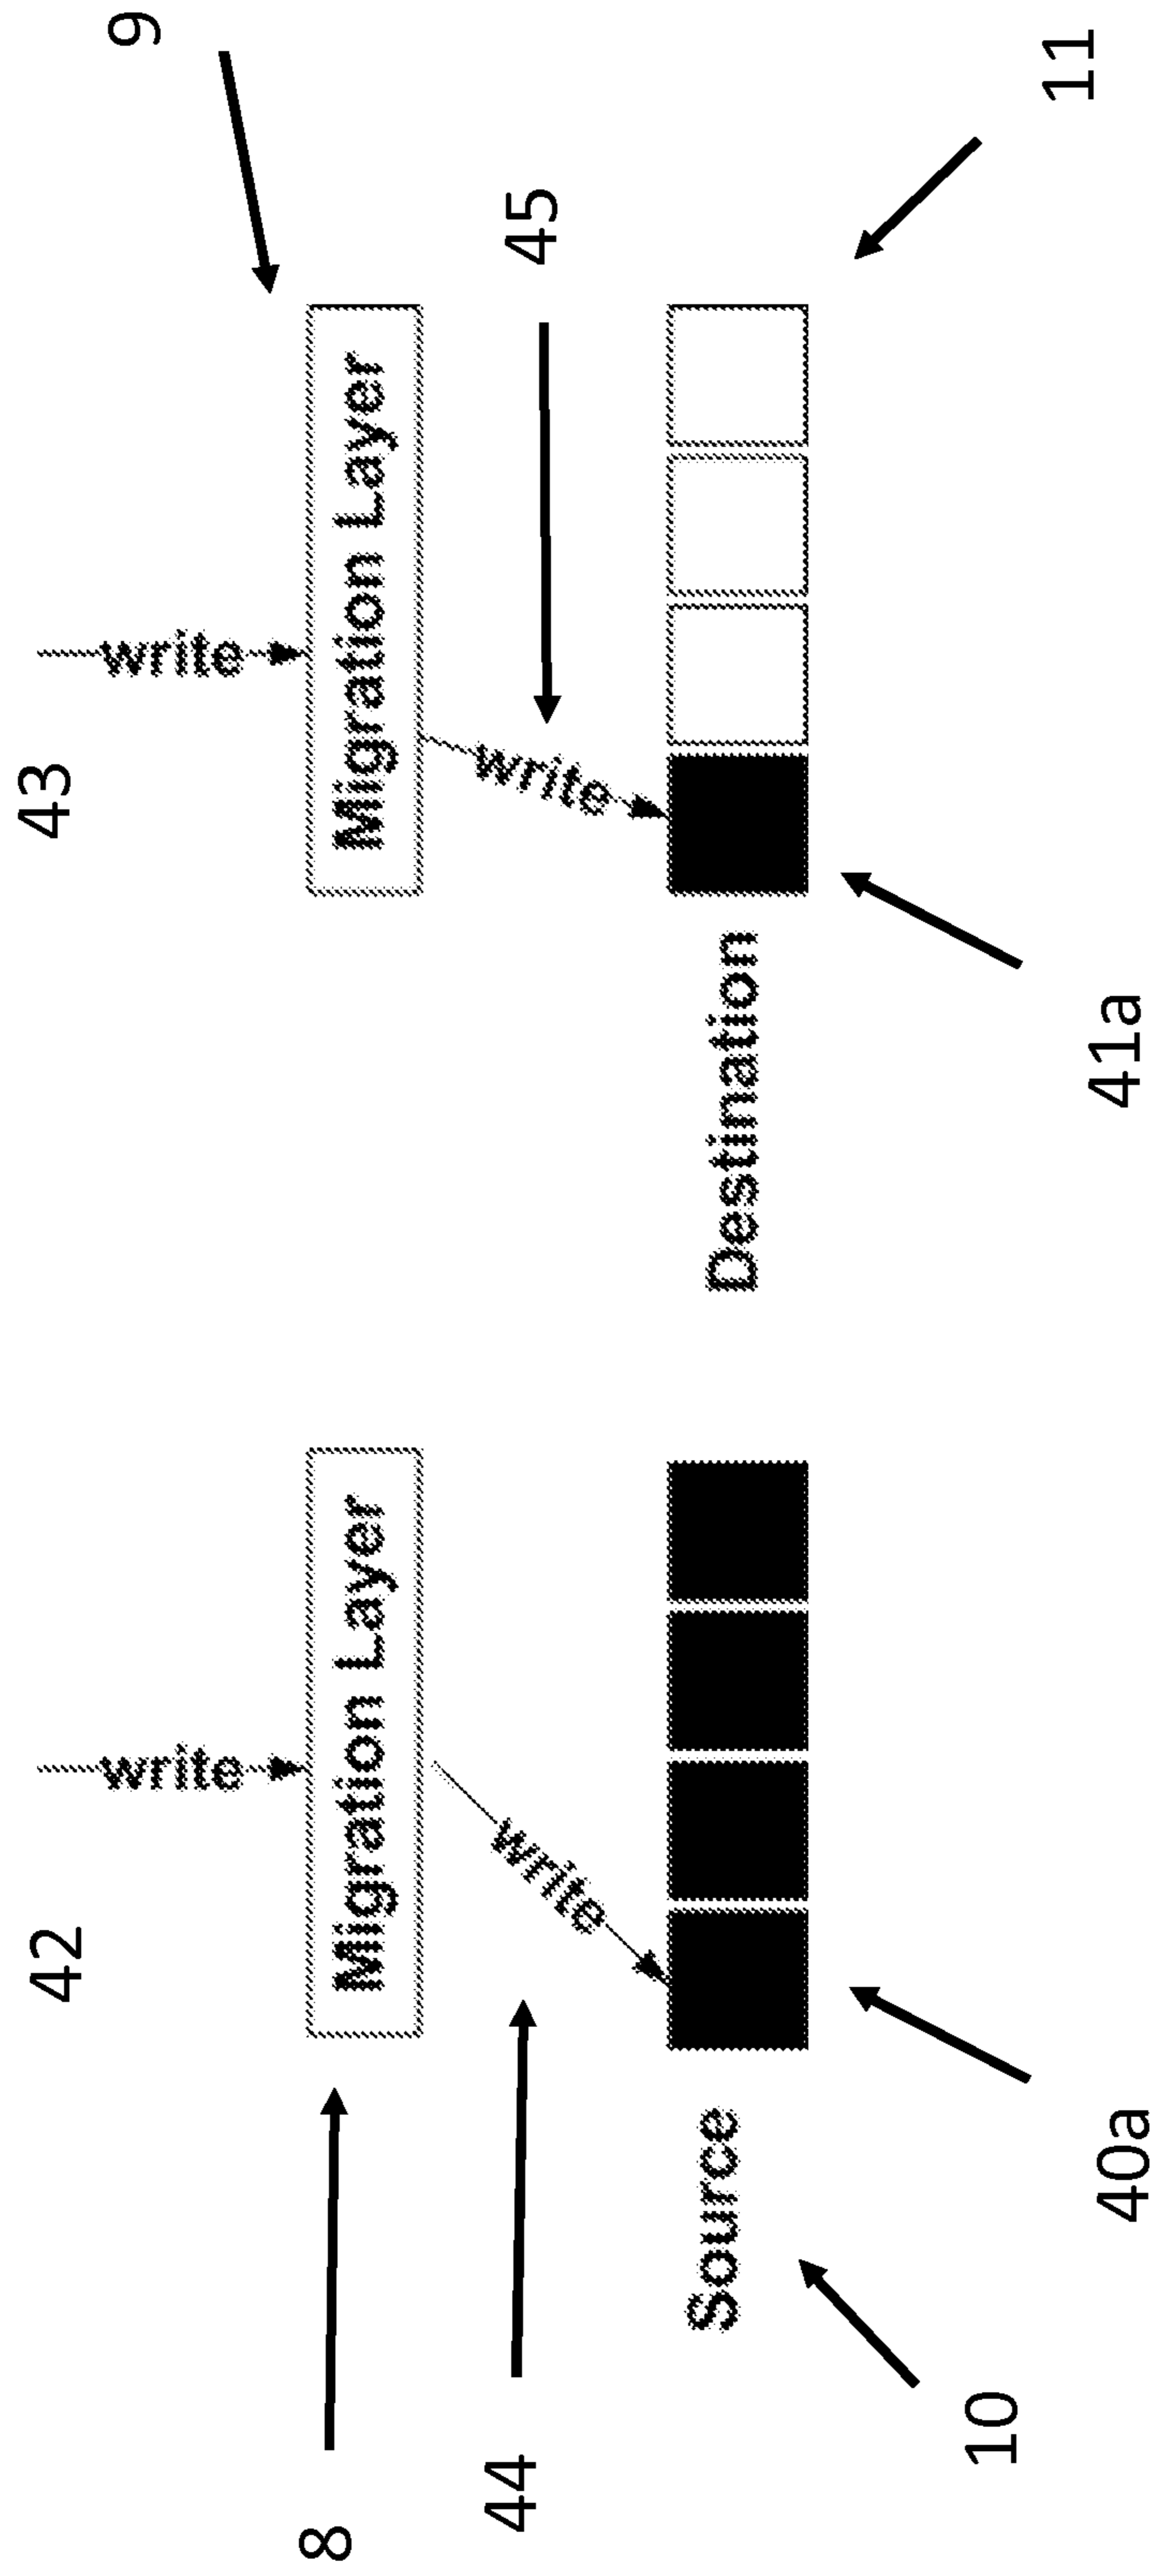 42
43
9
write
write
8
Migration Layer
Migration Layer
44
write
write
45
Source
Destination
10
40a
41a
11